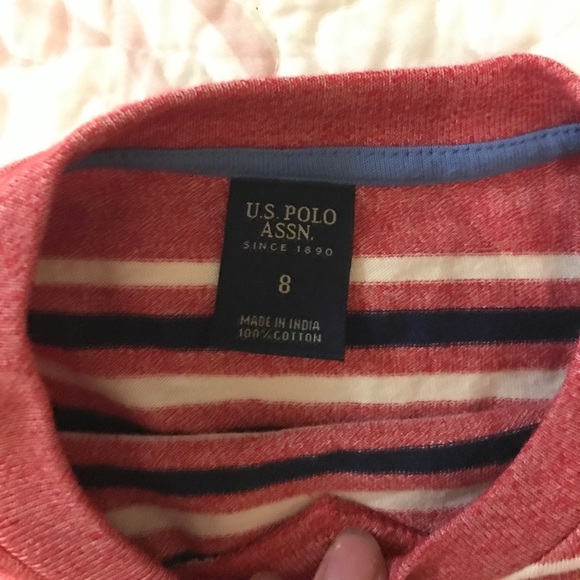 U.S. POLO
ASSN.
SINCE 1890
8
MADE IN INDIA
100% COTTON